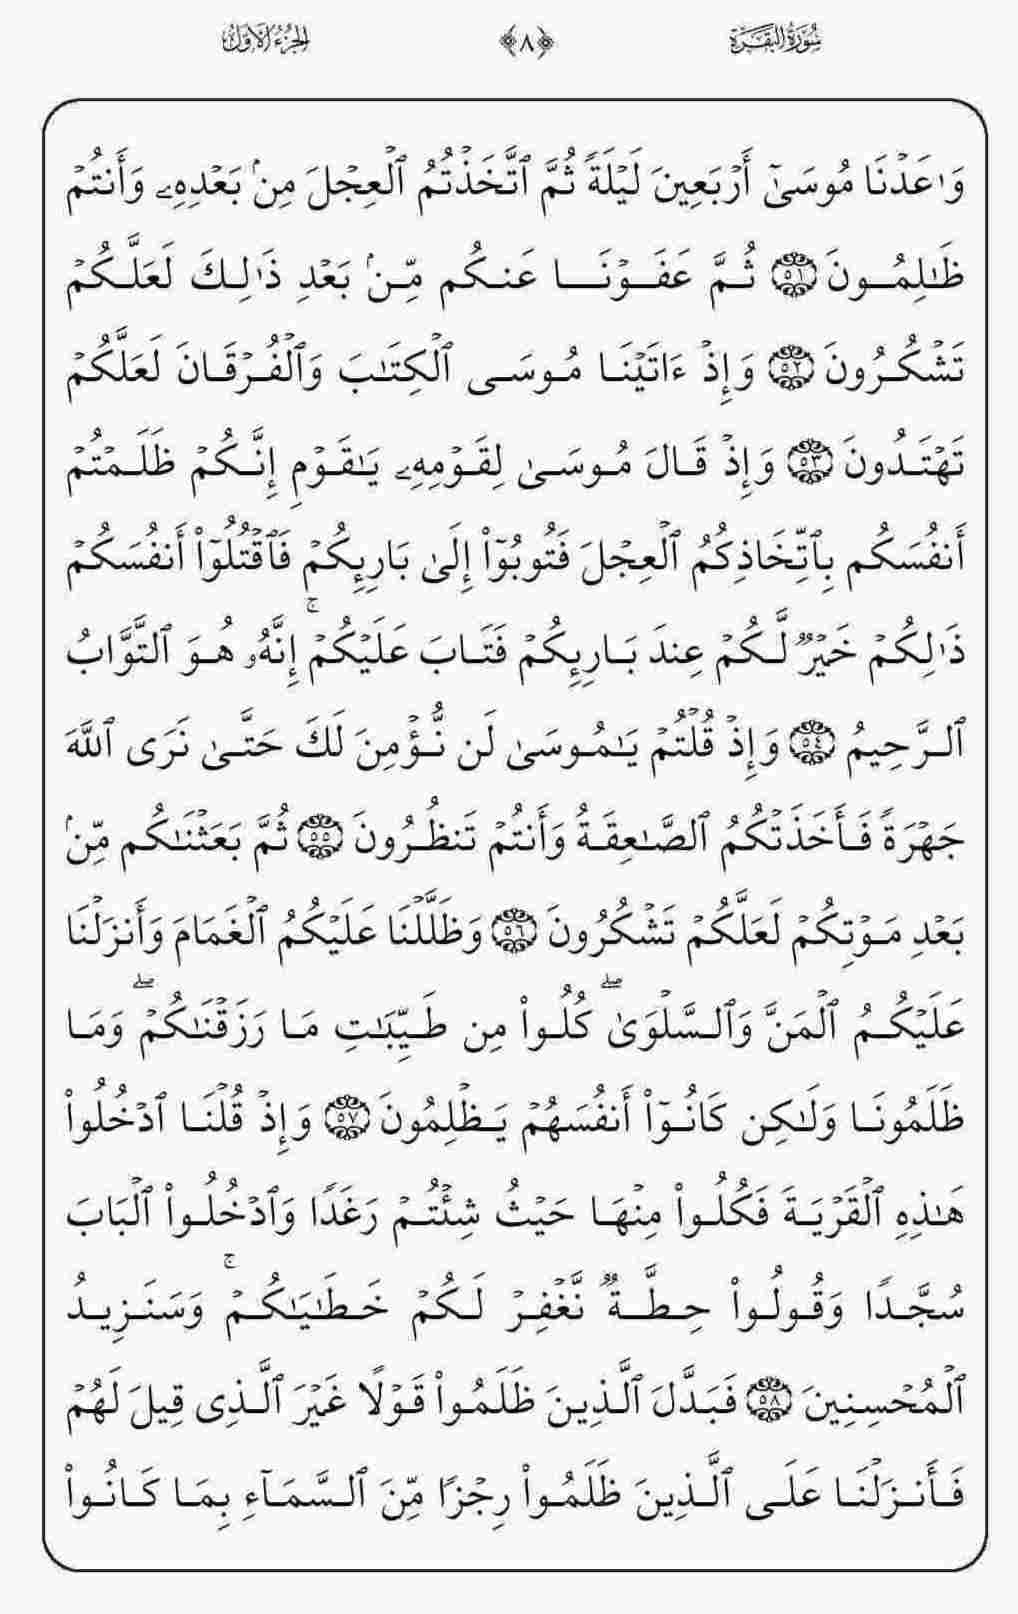 سُورَةُ البَقَرَةِ ﴿٨﴾ الجُزْءُ الأَوَّلُ
وَٰعَدْنَا مُوسَىٰٓ أَرْبَعِينَ لَيْلَةً ثُمَّ ٱتَّخَذْتُمُ ٱلْعِجْلَ مِنۢ بَعْدِهِۦ وَأَنتُمْ
ظَٰلِمُونَ ٥١ ثُمَّ عَفَوْنَا عَنكُم مِّنۢ بَعْدِ ذَٰلِكَ لَعَلَّكُمْ
تَشْكُرُونَ ٥٢ وَإِذْ ءَاتَيْنَا مُوسَى ٱلْكِتَٰبَ وَٱلْفُرْقَانَ لَعَلَّكُمْ
تَهْتَدُونَ ٥٣ وَإِذْ قَالَ مُوسَىٰ لِقَوْمِهِۦ يَٰقَوْمِ إِنَّكُمْ ظَلَمْتُمْ
أَنفُسَكُم بِٱتِّخَاذِكُمُ ٱلْعِجْلَ فَتُوبُوٓا۟ إِلَىٰ بَارِئِكُمْ فَٱقْتُلُوٓا۟ أَنفُسَكُمْ
ذَٰلِكُمْ خَيْرٌ لَّكُمْ عِندَ بَارِئِكُمْ فَتَابَ عَلَيْكُمْ ۚ إِنَّهُۥ هُوَ ٱلتَّوَّابُ
ٱلرَّحِيمُ ٥٤ وَإِذْ قُلْتُمْ يَٰمُوسَىٰ لَن نُّؤْمِنَ لَكَ حَتَّىٰ نَرَى ٱللَّهَ
جَهْرَةً فَأَخَذَتْكُمُ ٱلصَّٰعِقَةُ وَأَنتُمْ تَنظُرُونَ ٥٥ ثُمَّ بَعَثْنَٰكُم مِّنۢ
بَعْدِ مَوْتِكُمْ لَعَلَّكُمْ تَشْكُرُونَ ٥٦ وَظَلَّلْنَا عَلَيْكُمُ ٱلْغَمَامَ وَأَنزَلْنَا
عَلَيْكُمُ ٱلْمَنَّ وَٱلسَّلْوَىٰ ۖ كُلُوا۟ مِن طَيِّبَٰتِ مَا رَزَقْنَٰكُمْ ۖ وَمَا
ظَلَمُونَا وَلَٰكِن كَانُوٓا۟ أَنفُسَهُمْ يَظْلِمُونَ ٥٧ وَإِذْ قُلْنَا ٱدْخُلُوا۟
هَٰذِهِ ٱلْقَرْيَةَ فَكُلُوا۟ مِنْهَا حَيْثُ شِئْتُمْ رَغَدًا وَٱدْخُلُوا۟ ٱلْبَابَ
سُجَّدًا وَقُولُوا۟ حِطَّةٌ نَّغْفِرْ لَكُمْ خَطَٰيَٰكُمْ ۚ وَسَنَزِيدُ
ٱلْمُحْسِنِينَ ٥٨ فَبَدَّلَ ٱلَّذِينَ ظَلَمُوا۟ قَوْلًا غَيْرَ ٱلَّذِى قِيلَ لَهُمْ
فَأَنزَلْنَا عَلَى ٱلَّذِينَ ظَلَمُوا۟ رِجْزًا مِّنَ ٱلسَّمَآءِ بِمَا كَانُوا۟